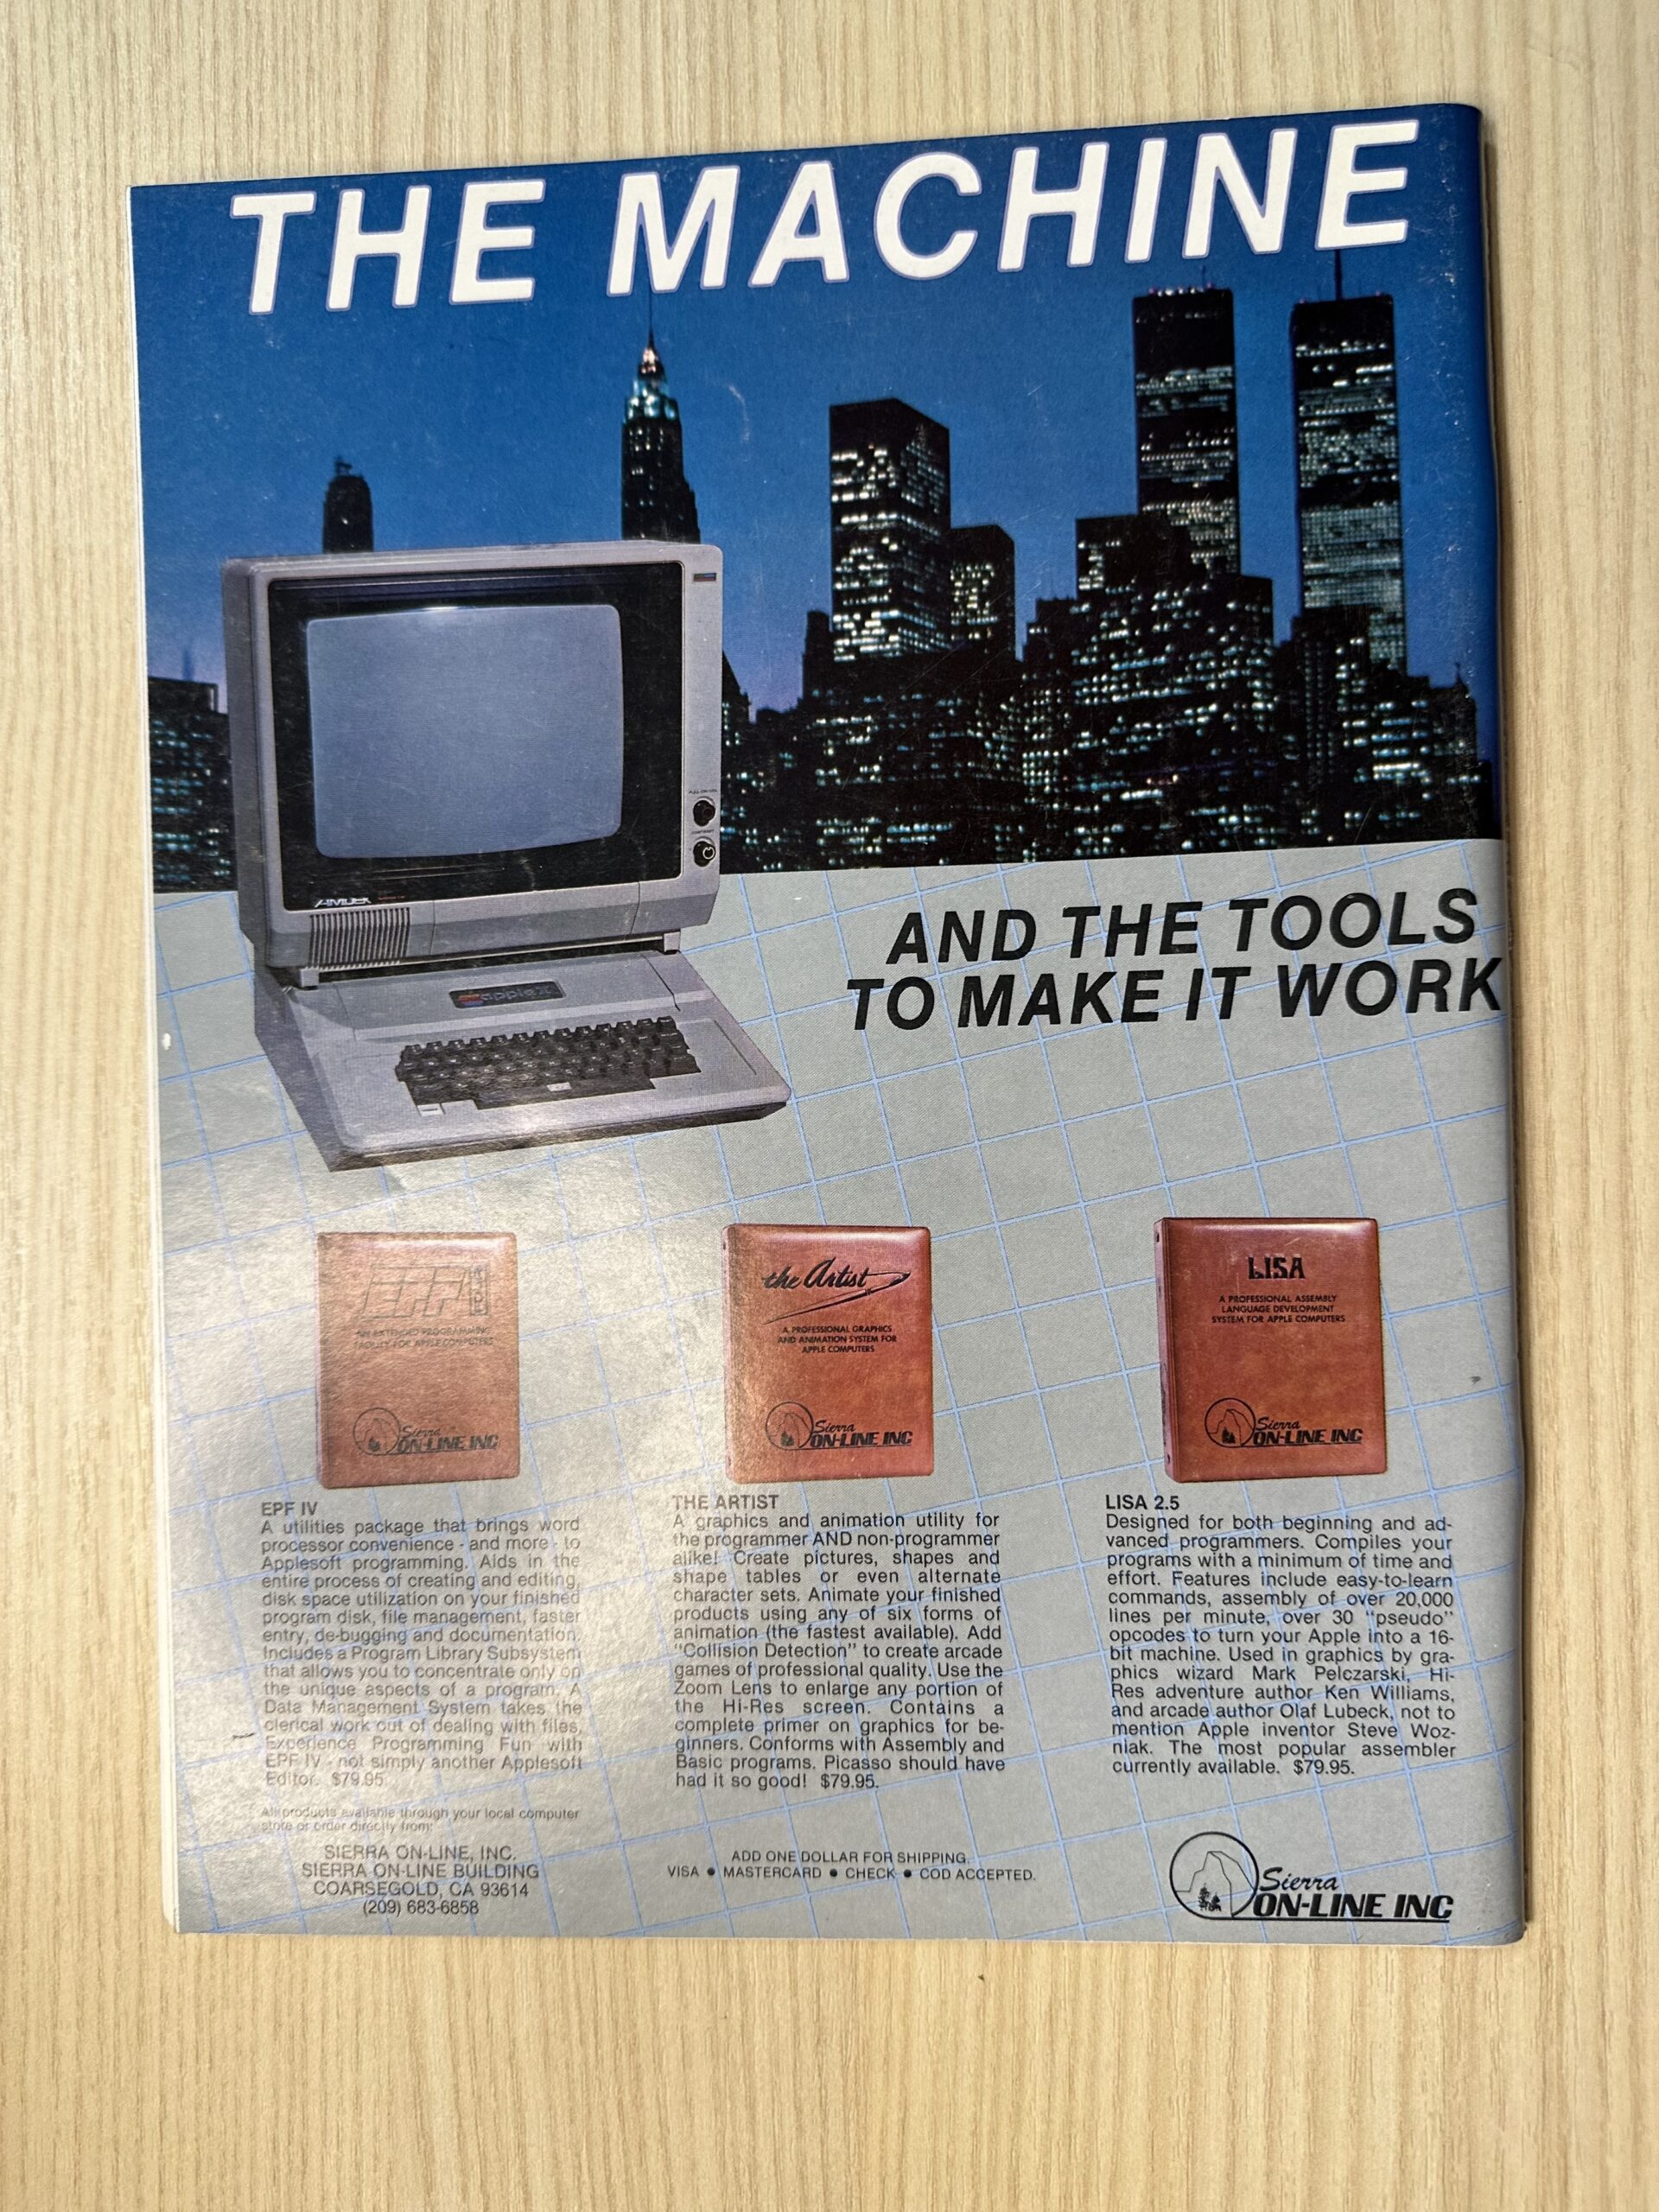 THE MACHINE
AMDEK
apple ][
AND THE TOOLS
TO MAKE IT WORK
EPF IV
AN EXTENDED PROGRAMMING
FACILITY FOR APPLE COMPUTERS
Sierra
ON-LINE INC
the Artist
A PROFESSIONAL GRAPHICS
AND ANIMATION SYSTEM FOR
APPLE COMPUTERS
Sierra
ON-LINE INC
LISA
A PROFESSIONAL ASSEMBLY
LANGUAGE DEVELOPMENT
SYSTEM FOR APPLE COMPUTERS
Sierra
ON-LINE INC
EPF IV
A utilities package that brings word
processor convenience - and more - to
Applesoft programming. Aids in the
entire process of creating and editing,
disk space utilization on your finished
program disk, file management, faster
entry, de-bugging and documentation.
Includes a Program Library Subsystem
that allows you to concentrate only on
the unique aspects of a program. A
Data Management System takes the
clerical work out of dealing with files,
Experience Programming Fun with
EPF IV - not simply another Applesoft
Editor. $79.95
THE ARTIST
A graphics and animation utility for
the programmer AND non-programmer
alike! Create pictures, shapes and
shape tables or even alternate
character sets. Animate your finished
products using any of six forms of
animation (the fastest available). Add
"Collision Detection" to create arcade
games of professional quality. Use the
Zoom Lens to enlarge any portion of
the Hi-Res screen. Contains a
complete primer on graphics for be-
ginners. Conforms with Assembly and
Basic programs. Picasso should have
had it so good! $79.95.
LISA 2.5
Designed for both beginning and ad-
vanced programmers. Compiles your
programs with a minimum of time and
effort. Features include easy-to-learn
commands, assembly of over 20,000
lines per minute, over 30 "pseudo"
opcodes to turn your Apple into a 16-
bit machine. Used in graphics by gra-
phics wizard Mark Pelczarski, Hi-
Res adventure author Ken Williams,
and arcade author Olaf Lubeck, not to
mention Apple inventor Steve Woz-
niak. The most popular assembler
currently available. $79.95.
All products available through your local computer
store or order directly from:
SIERRA ON-LINE, INC.
SIERRA ON-LINE BUILDING
COARSEGOLD, CA 93614
(209) 683-6858
ADD ONE DOLLAR FOR SHIPPING.
VISA ● MASTERCARD ● CHECK ● COD ACCEPTED.
Sierra
ON-LINE INC